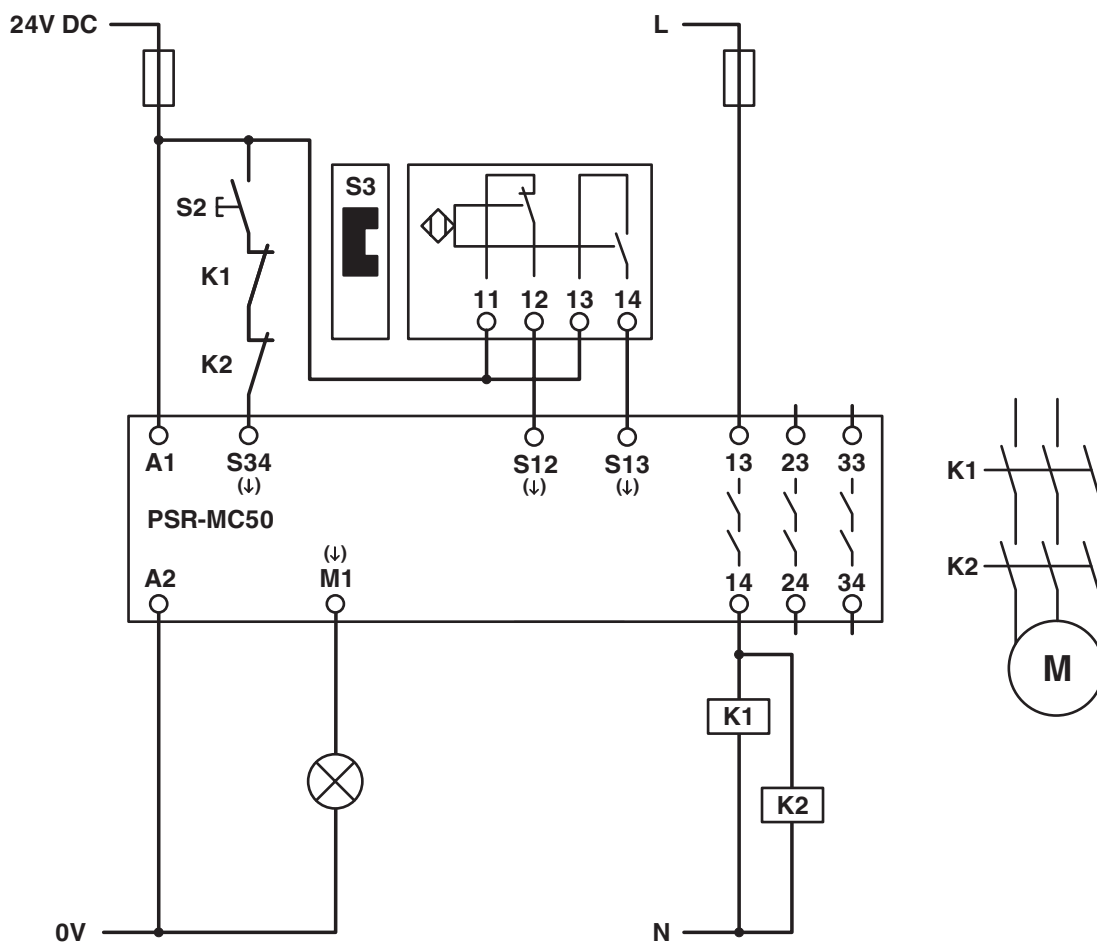 24V DC
L
S3
S2
K1
11 12 13 14
K2
A1 S34 S12 S13 13 23 33
(↓) (↓) (↓)
K1
PSR-MC50
(↓)
A2 M1 14 24 34
K2
M
K1
K2
0V N